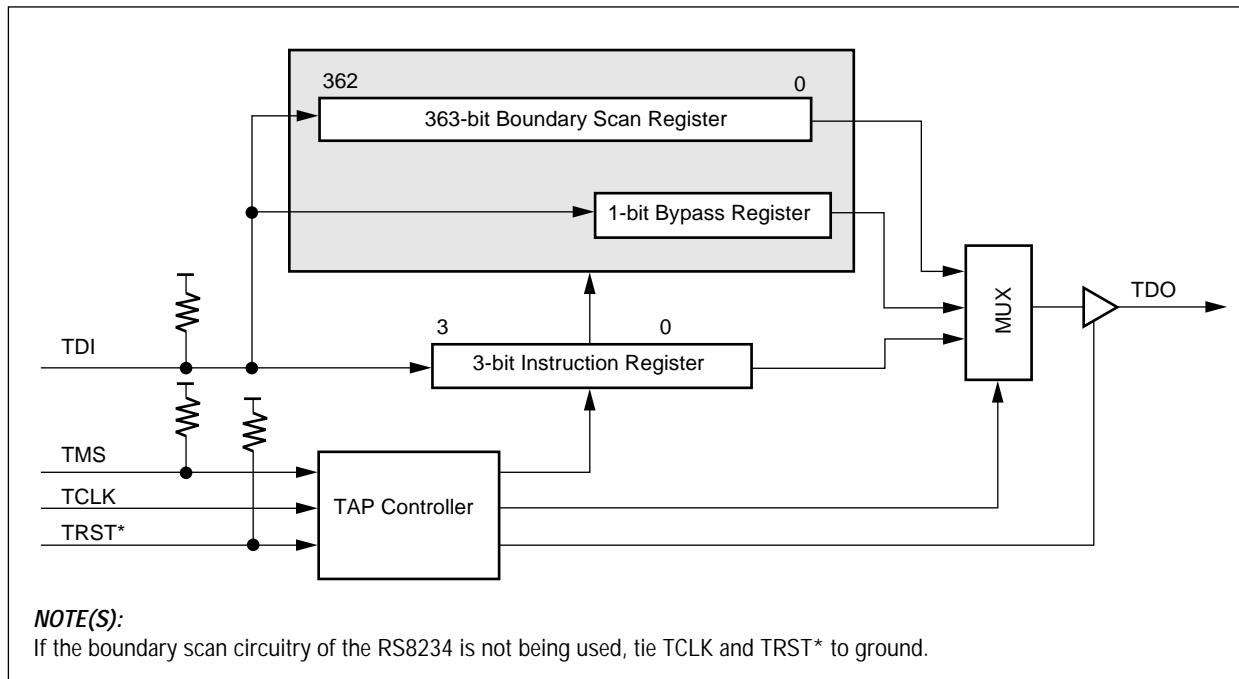 362
0
363-bit Boundary Scan Register
1-bit Bypass Register
MUX
TDO
TDI
3
0
3-bit Instruction Register
TMS
TCLK
TRST*
TAP Controller
NOTE(S):
If the boundary scan circuitry of the RS8234 is not being used, tie TCLK and TRST* to ground.